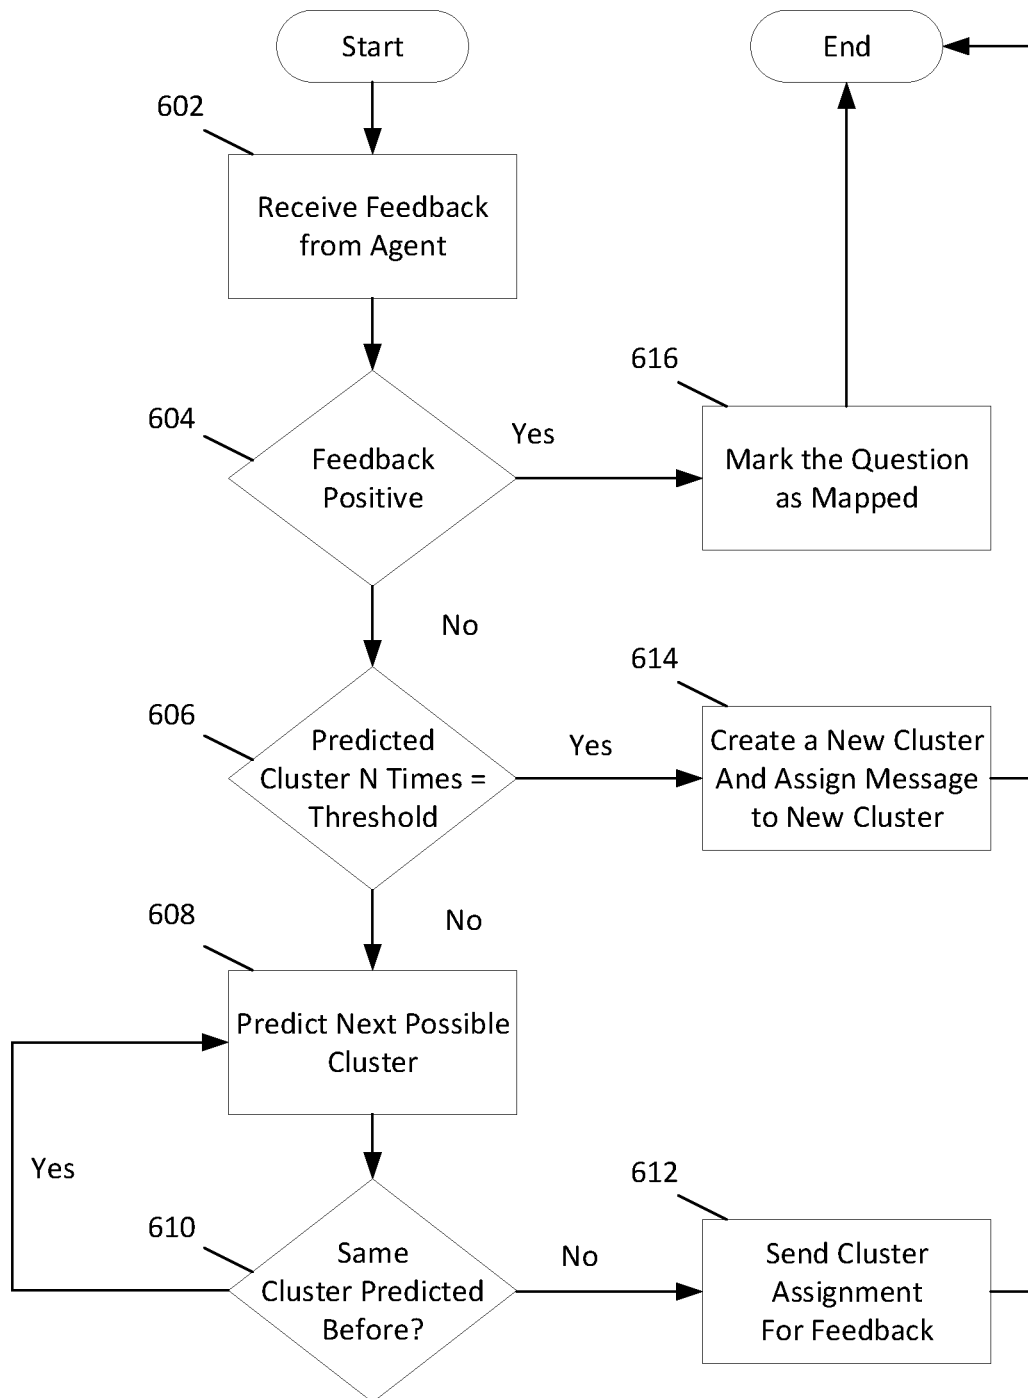 Start
End
602
Receive Feedback
from Agent
604
Feedback
Positive
Yes
616
Mark the Question
as Mapped
No
606
Predicted
Cluster N Times =
Threshold
Yes
614
Create a New Cluster
And Assign Message
to New Cluster
No
608
Predict Next Possible
Cluster
Yes
610
Same
Cluster Predicted
Before?
No
612
Send Cluster
Assignment
For Feedback